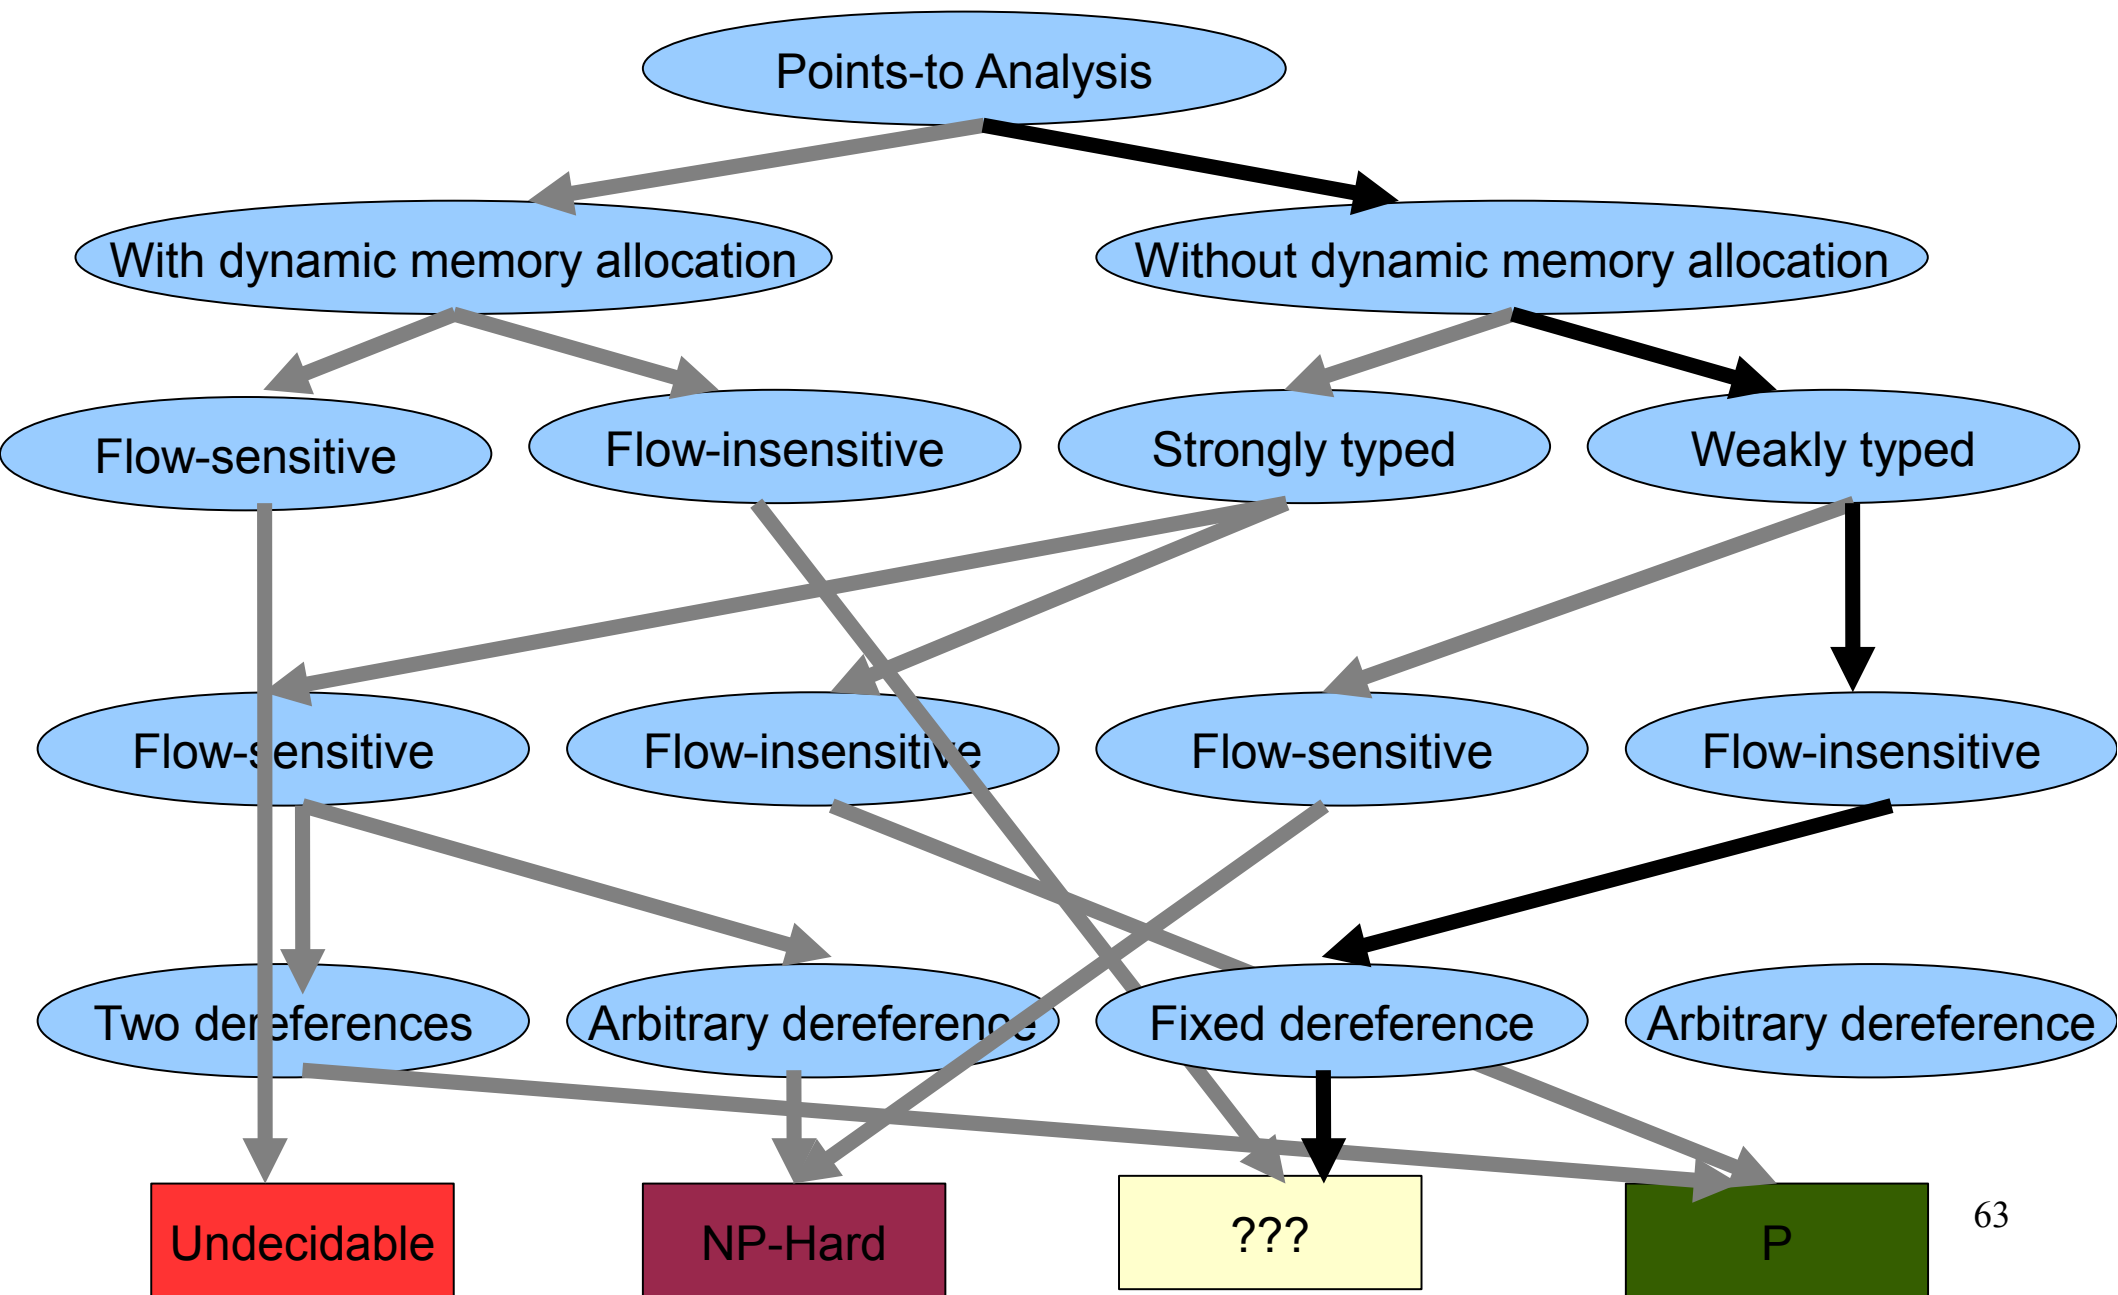 Points-to Analysis
With dynamic memory allocation
Without dynamic memory allocation
Flow-sensitive
Flow-insensitive
Strongly typed
Weakly typed
Flow-sensitive
Flow-insensitive
Flow-sensitive
Flow-insensitive
Two dereferences
Arbitrary dereference
Fixed dereference
Arbitrary dereference
Undecidable
NP-Hard
???
P
63